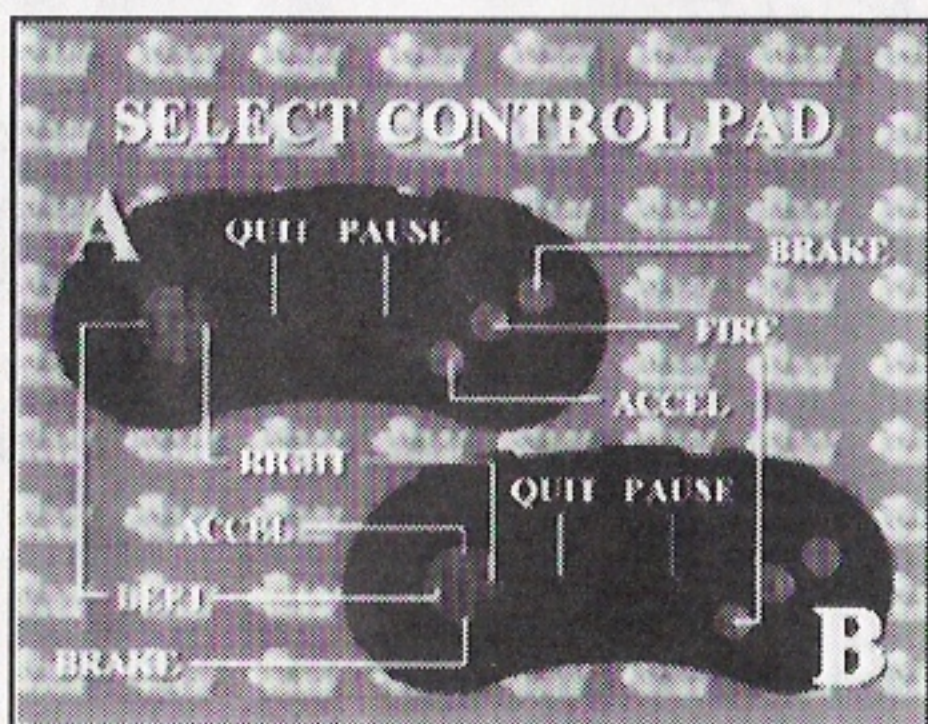 SELECT CONTROL PAD
A
QUIT PAUSE
BRAKE
FIRE
ACCEL
RIGHT
QUIT PAUSE
ACCEL
LEFT
BRAKE
B